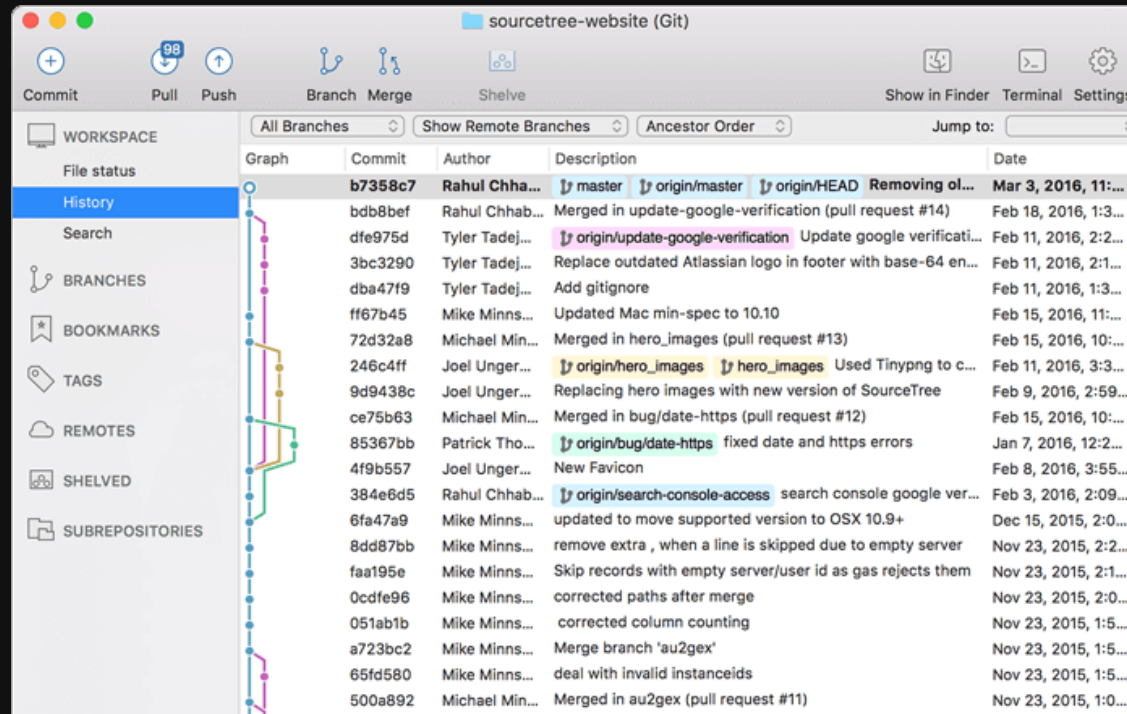 sourcetree-website (Git)
98
Commit Pull Push Branch Merge Shelve Show in Finder Terminal Settings
WORKSPACE
File status
History
Search
BRANCHES
BOOKMARKS
TAGS
REMOTES
SHELVED
SUBREPOSITORIES
All Branches Show Remote Branches Ancestor Order Jump to:
Graph Commit Author Description Date
b7358c7 Rahul Chha... master origin/master origin/HEAD Removing ol... Mar 3, 2016, 11:...
bdb8bef Rahul Chhab... Merged in update-google-verification (pull request #14) Feb 18, 2016, 1:3...
dfe975d Tyler Tadej... origin/update-google-verification Update google verificati... Feb 11, 2016, 2:2...
3bc3290 Tyler Tadej... Replace outdated Atlassian logo in footer with base-64 en... Feb 11, 2016, 2:1...
dba47f9 Tyler Tadej... Add gitignore Feb 11, 2016, 1:3...
ff67b45 Mike Minns... Updated Mac min-spec to 10.10 Feb 15, 2016, 11:...
72d32a8 Michael Min... Merged in hero_images (pull request #13) Feb 15, 2016, 10:...
246c4ff Joel Unger... origin/hero_images hero_images Used Tinypng to c... Feb 11, 2016, 3:3...
9d9438c Joel Unger... Replacing hero images with new version of SourceTree Feb 9, 2016, 2:59...
ce75b63 Michael Min... Merged in bug/date-https (pull request #12) Feb 15, 2016, 10:...
85367bb Patrick Tho... origin/bug/date-https fixed date and https errors Jan 7, 2016, 12:2...
4f9b557 Joel Unger... New Favicon Feb 8, 2016, 3:55...
384e6d5 Rahul Chhab... origin/search-console-access search console google ver... Feb 3, 2016, 2:09...
6fa47a9 Mike Minns... updated to move supported version to OSX 10.9+ Dec 15, 2015, 2:0...
8dd87bb Mike Minns... remove extra , when a line is skipped due to empty server Nov 23, 2015, 2:2...
faa195e Mike Minns... Skip records with empty server/user id as gas rejects them Nov 23, 2015, 2:1...
0cdfe96 Mike Minns... corrected paths after merge Nov 23, 2015, 2:0...
051ab1b Mike Minns... corrected column counting Nov 23, 2015, 1:5...
a723bc2 Mike Minns... Merge branch 'au2gex' Nov 23, 2015, 1:5...
65fd580 Mike Minns... deal with invalid instanceids Nov 23, 2015, 1:5...
500a892 Michael Min... Merged in au2gex (pull request #11) Nov 23, 2015, 1:0...